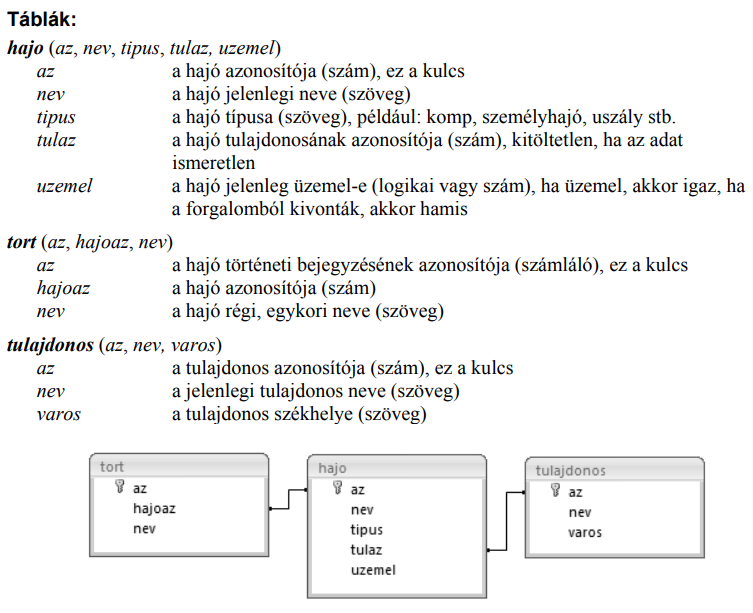 Táblák:
hajo (az, nev, tipus, tulaz, uzemel)
az a hajó azonosítója (szám), ez a kulcs
nev a hajó jelenlegi neve (szöveg)
tipus a hajó típusa (szöveg), például: komp, személyhajó, uszály stb.
tulaz a hajó tulajdonosának azonosítója (szám), kitöltetlen, ha az adat
ismeretlen
uzemel a hajó jelenleg üzemel-e (logikai vagy szám), ha üzemel, akkor igaz, ha
a forgalomból kivonták, akkor hamis
tort (az, hajoaz, nev)
az a hajó történeti bejegyzésének azonosítója (számláló), ez a kulcs
hajoaz a hajó azonosítója (szám)
nev a hajó régi, egykori neve (szöveg)
tulajdonos (az, nev, varos)
az a tulajdonos azonosítója (szám), ez a kulcs
nev a jelenlegi tulajdonos neve (szöveg)
varos a tulajdonos székhelye (szöveg)
tort
az
hajoaz
nev
hajo
az
nev
tipus
tulaz
uzemel
tulajdonos
az
nev
varos